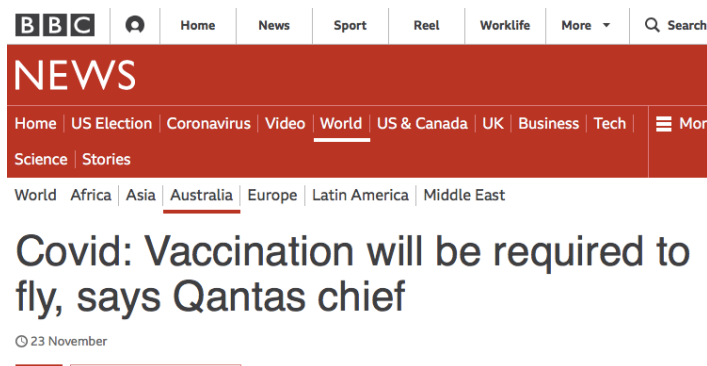 BBC Home News Sport Reel Worklife More Search
NEWS
Home US Election Coronavirus Video World US & Canada UK Business Tech Mor
Science Stories
World Africa Asia Australia Europe Latin America Middle East
Covid: Vaccination will be required to
fly, says Qantas chief
23 November